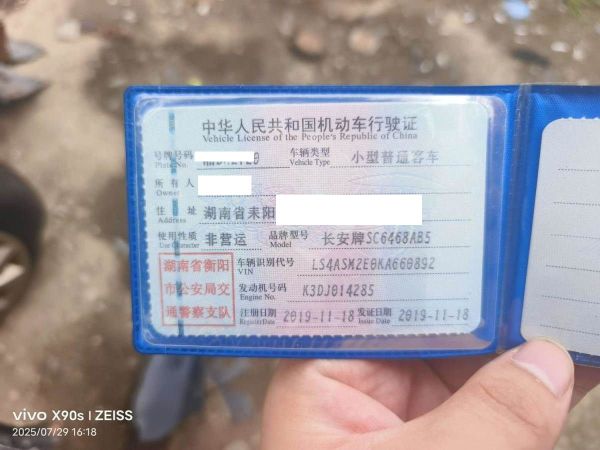 中华人民共和国机动车行驶证
Vehicle License of the People's Republic of China
号牌号码
Plate No.
车辆类型 小型普通客车
Vehicle Type
所有人
Owner
住址 湖南省耒阳
Address
使用性质 非营运 品牌型号 长安牌SC6468AB5
Use Character Model
湖南省衡阳
市公安局交
通警察支队
车辆识别代号 LS4ASM2E0KA660892
VIN
发动机号码 K3DJ014285
Engine No.
注册日期 2019-11-18 发证日期 2019-11-18
Register Date Issue Date
vivo X90s | ZEISS
2025/07/29 16:18